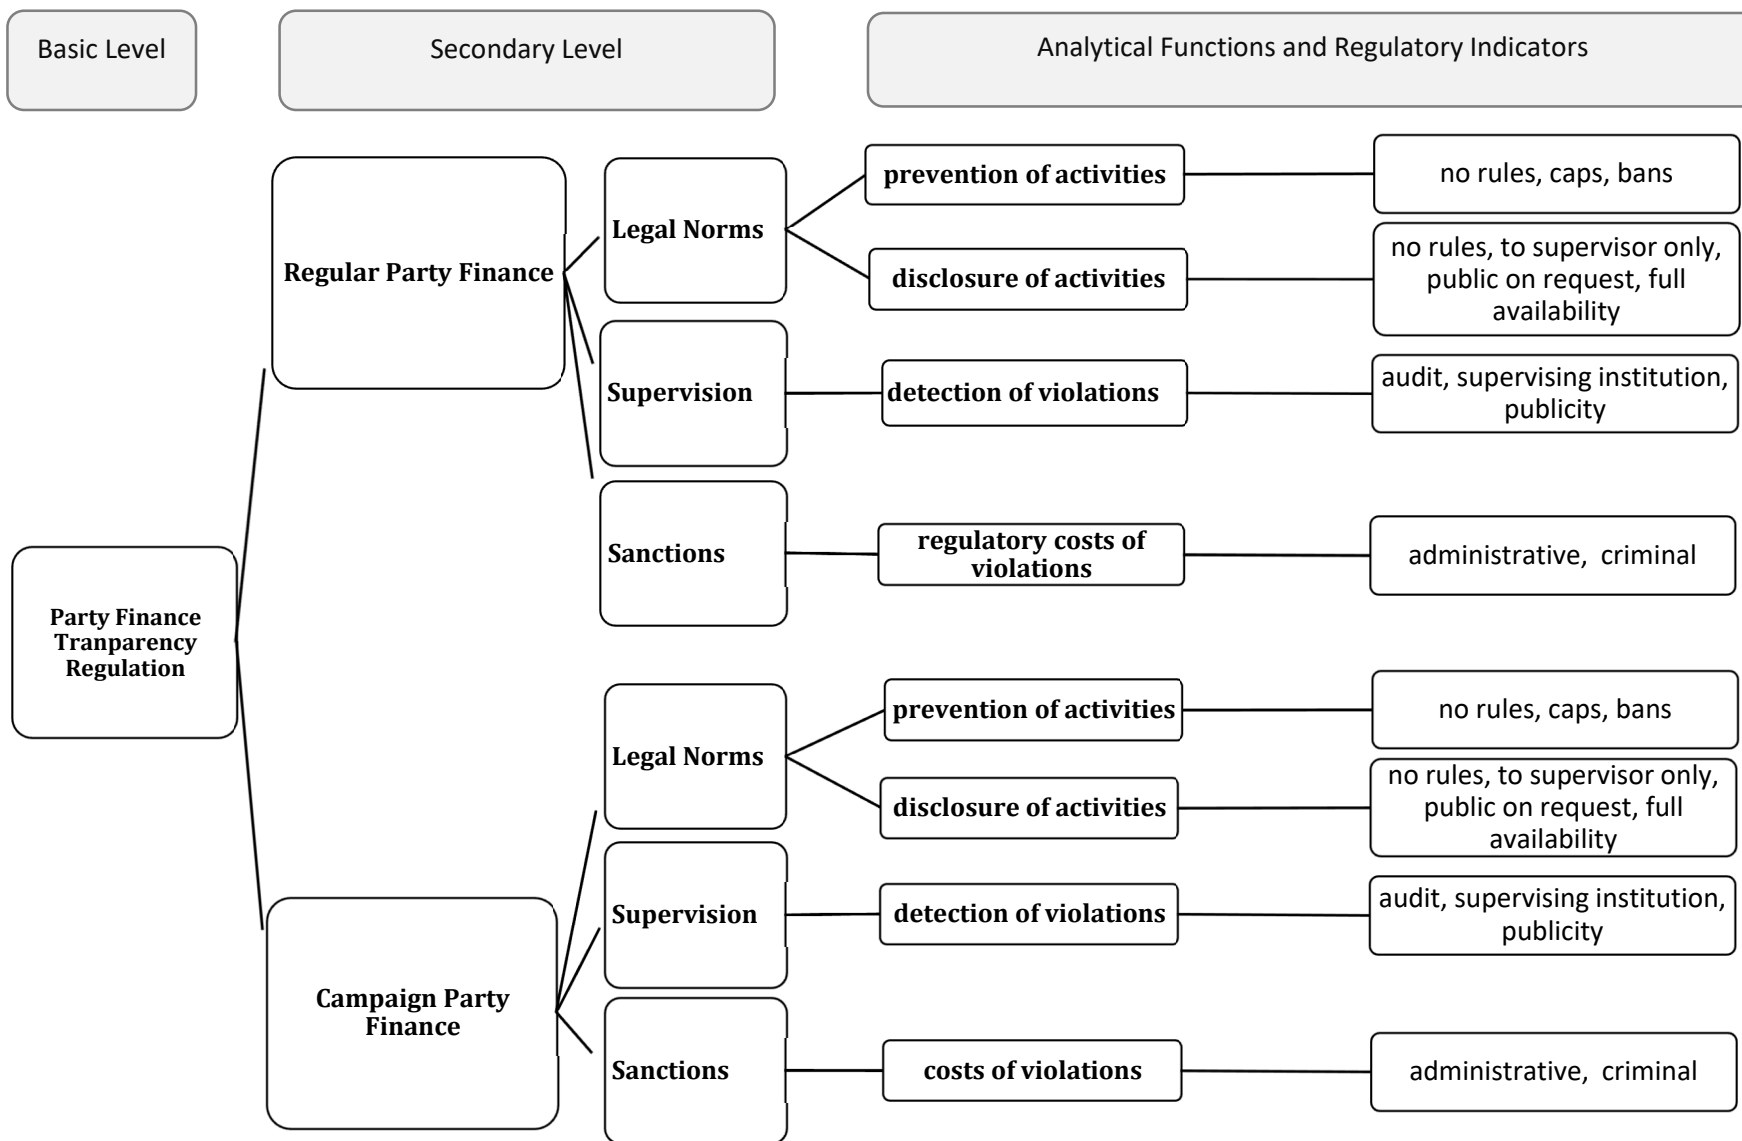 Basic Level
Secondary Level
Analytical Functions and Regulatory Indicators
Party Finance
Tranparency
Regulation
Regular Party Finance
Legal Norms
prevention of activities
no rules, caps, bans
disclosure of activities
no rules, to supervisor only,
public on request, full
availability
Supervision
detection of violations
audit, supervising institution,
publicity
Sanctions
regulatory costs of
violations
administrative, criminal
Campaign Party
Finance
Legal Norms
prevention of activities
no rules, caps, bans
disclosure of activities
no rules, to supervisor only,
public on request, full
availability
Supervision
detection of violations
audit, supervising institution,
publicity
Sanctions
costs of violations
administrative, criminal